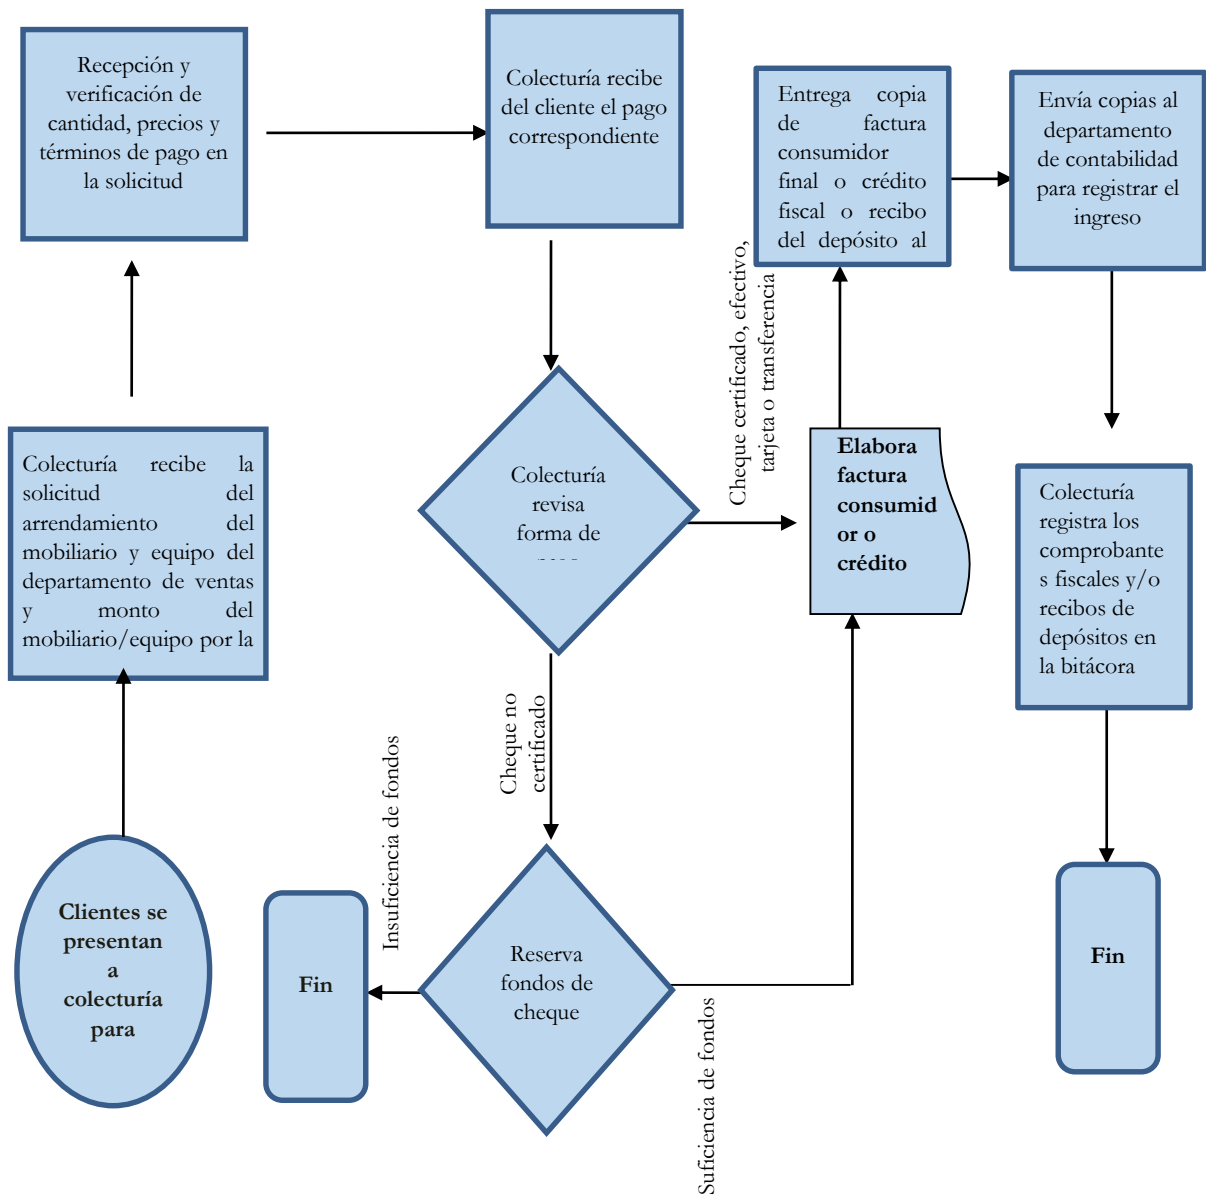 Recepción y
verificación de
cantidad, precios y
términos de pago en
la solicitud
Colecturía recibe
del cliente el pago
correspondiente
Entrega copia
de factura
consumidor
final o crédito
fiscal o recibo
del depósito al
Envía copias al
departamento
de contabilidad
para registrar el
ingreso
Cheque certificado, efectivo,
tarjeta o transferencia
Colecturía recibe la
solicitud del
arrendamiento del
mobiliario y equipo del
departamento de ventas
y monto del
mobiliario/equipo por la
Colecturía
revisa
forma de
Elabora
factura
consumid
or o
crédito
Colecturía
registra los
comprobante
s fiscales y/o
recibos de
depósitos en
la bitácora
Cheque no
certificado
Insuficiencia de fondos
Clientes se
presentan
a
colecturía
para
Fin
Reserva
fondos de
cheque
Suficiencia de fondos
Fin